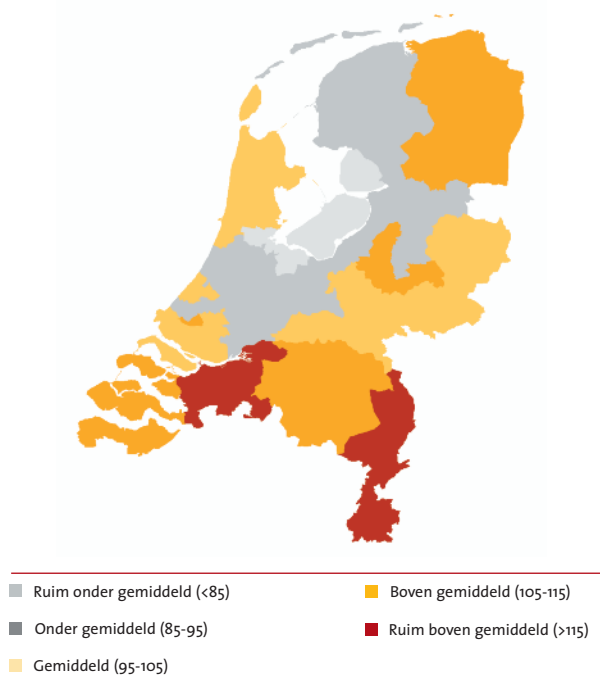 Ruim onder gemiddeld (<85)
Onder gemiddeld (85-95)
Gemiddeld (95-105)
Boven gemiddeld (105-115)
Ruim boven gemiddeld (>115)